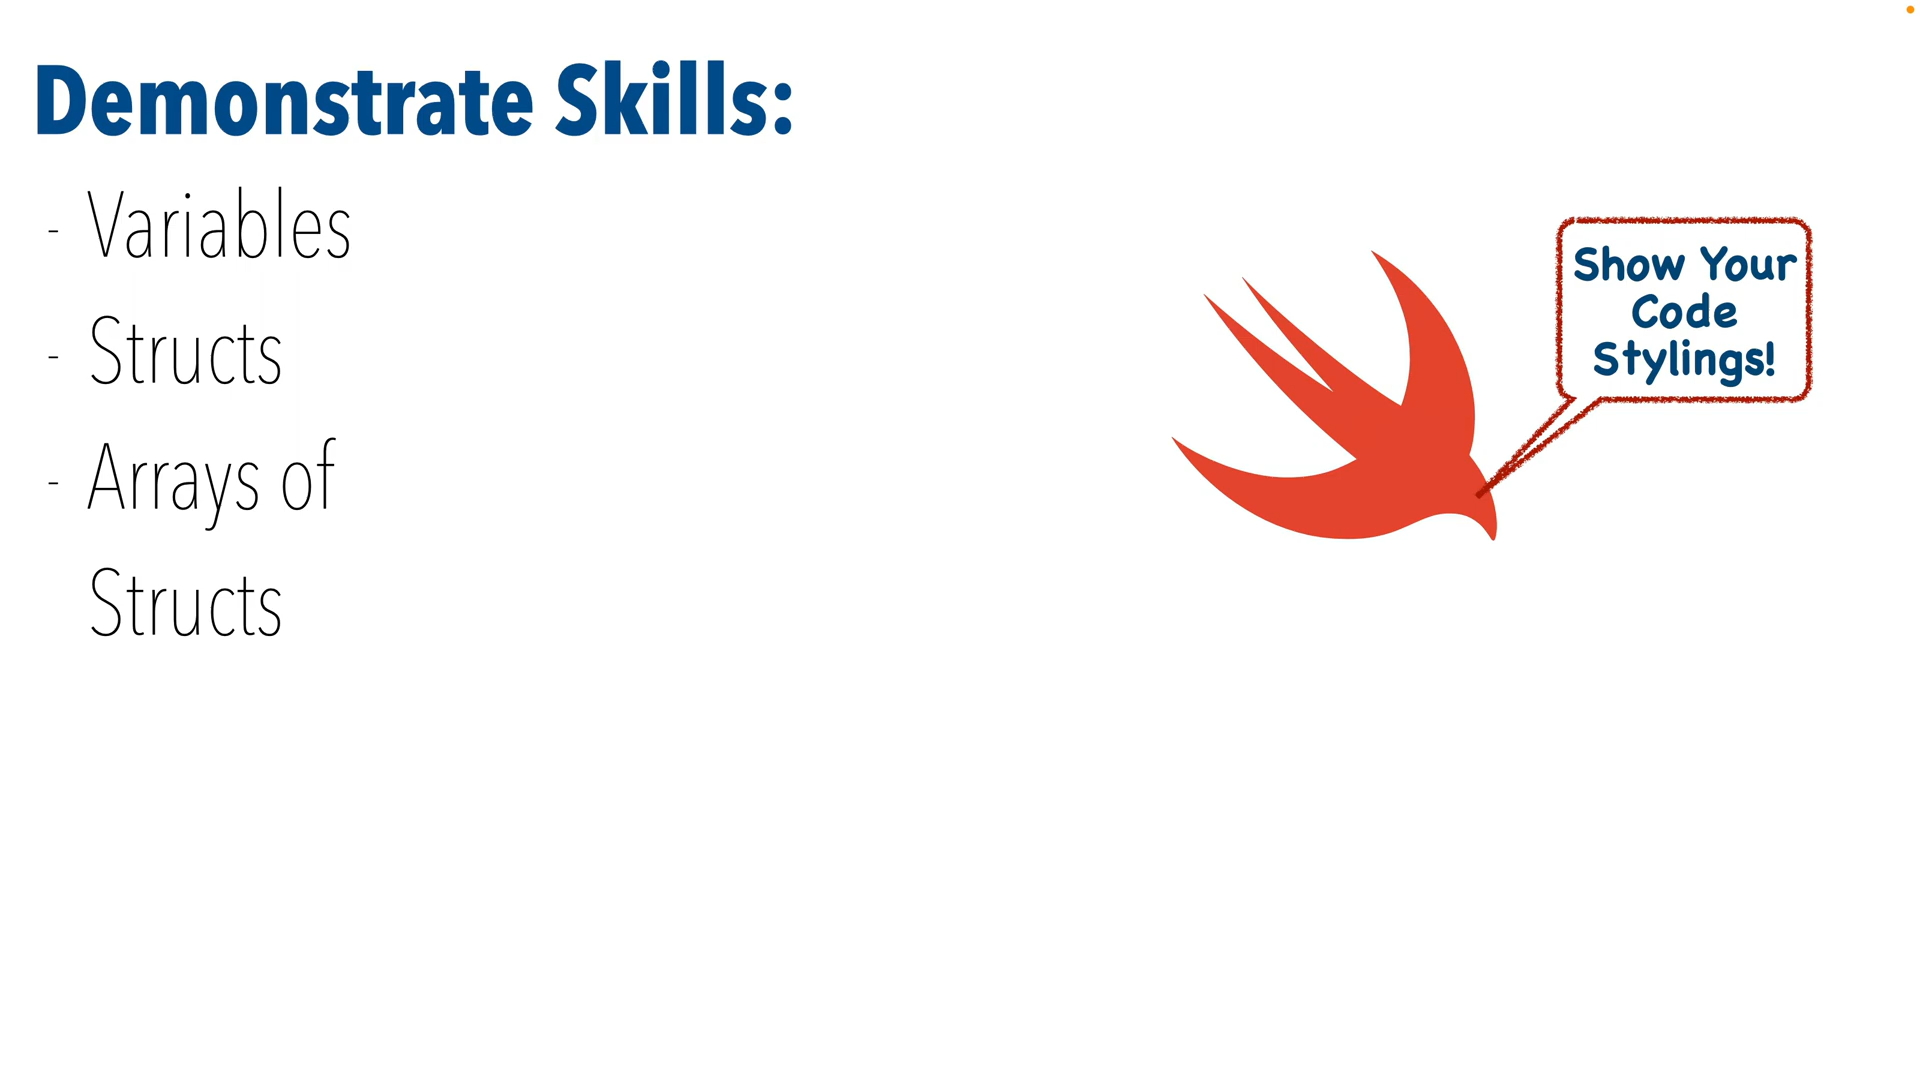 Demonstrate Skills:
- Variables
- Structs
- Arrays of
Structs
Show Your
Code
Stylings!